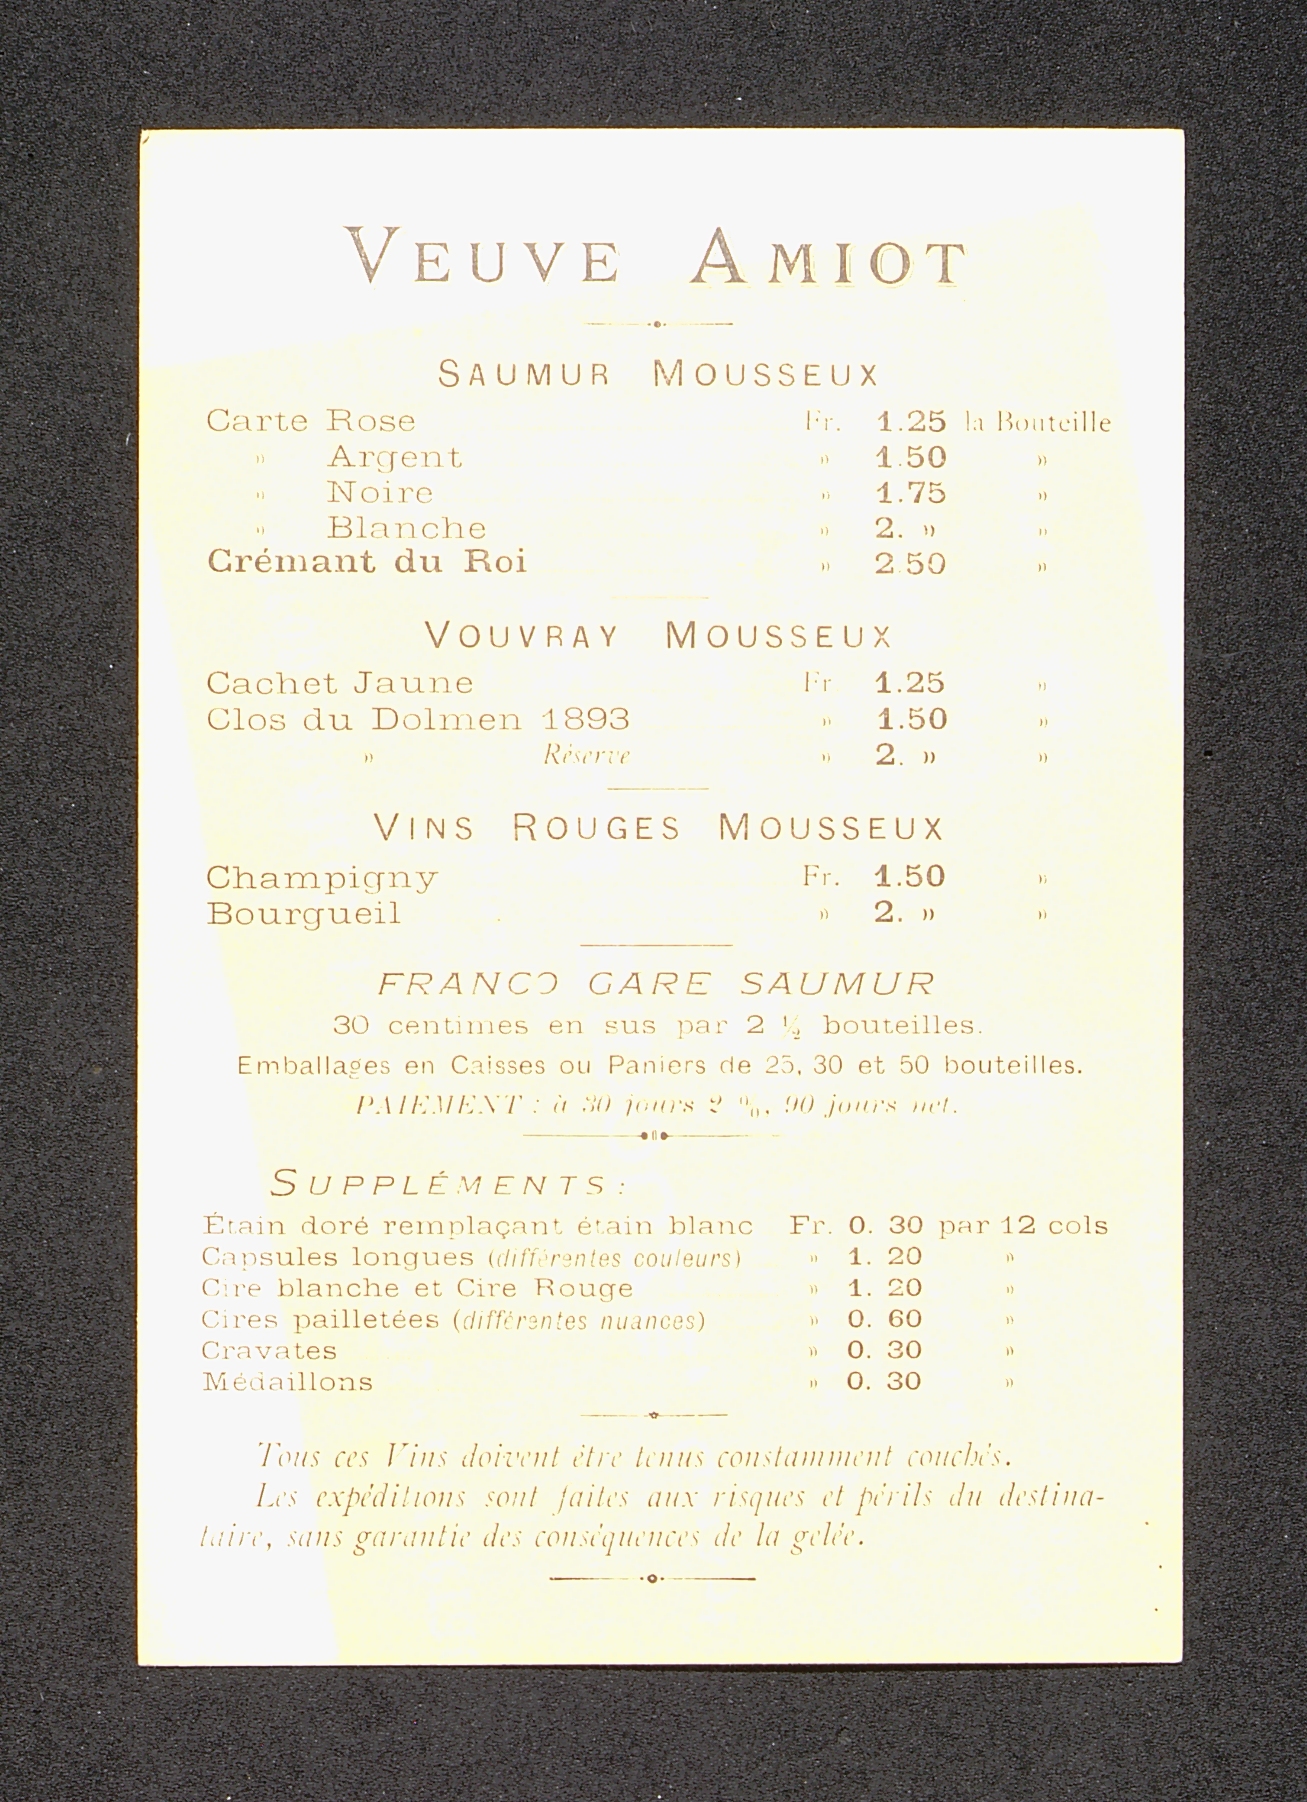 VEUVE AMIOT
SAUMUR MOUSSEUX
Carte Rose Fr. 1.25 la Bouteille
» Argent » 1.50 »
» Noire » 1.75 »
» Blanche » 2. » »
Crémant du Roi » 2.50 »
VOUVRAY MOUSSEUX
Cachet Jaune Fr 1.25 »
Clos du Dolmen 1893 » 1.50 »
» Réserve » 2. » »
VINS ROUGES MOUSSEUX
Champigny Fr. 1.50 »
Bourgueil » 2. » »
FRANCO GARE SAUMUR
30 centimes en sus par 2 ½ bouteilles.
Emballages en Caisses ou Paniers de 25, 30 et 50 bouteilles.
PAIEMENT : à 30 jours 2 %, 90 jours net.
SUPPLÉMENTS :
Étain doré remplaçant étain blanc Fr. 0. 30 par 12 cols
Capsules longues (différentes couleurs) » 1. 20 »
Cire blanche et Cire Rouge » 1. 20 »
Cires pailletées (différentes nuances) » 0. 60 »
Cravates » 0. 30 »
Médaillons » 0. 30 »
Tous ces Vins doivent être tenus constamment couchés.
Les expéditions sont faites aux risques et périls du destina-
taire, sans garantie des conséquences de la gelée.